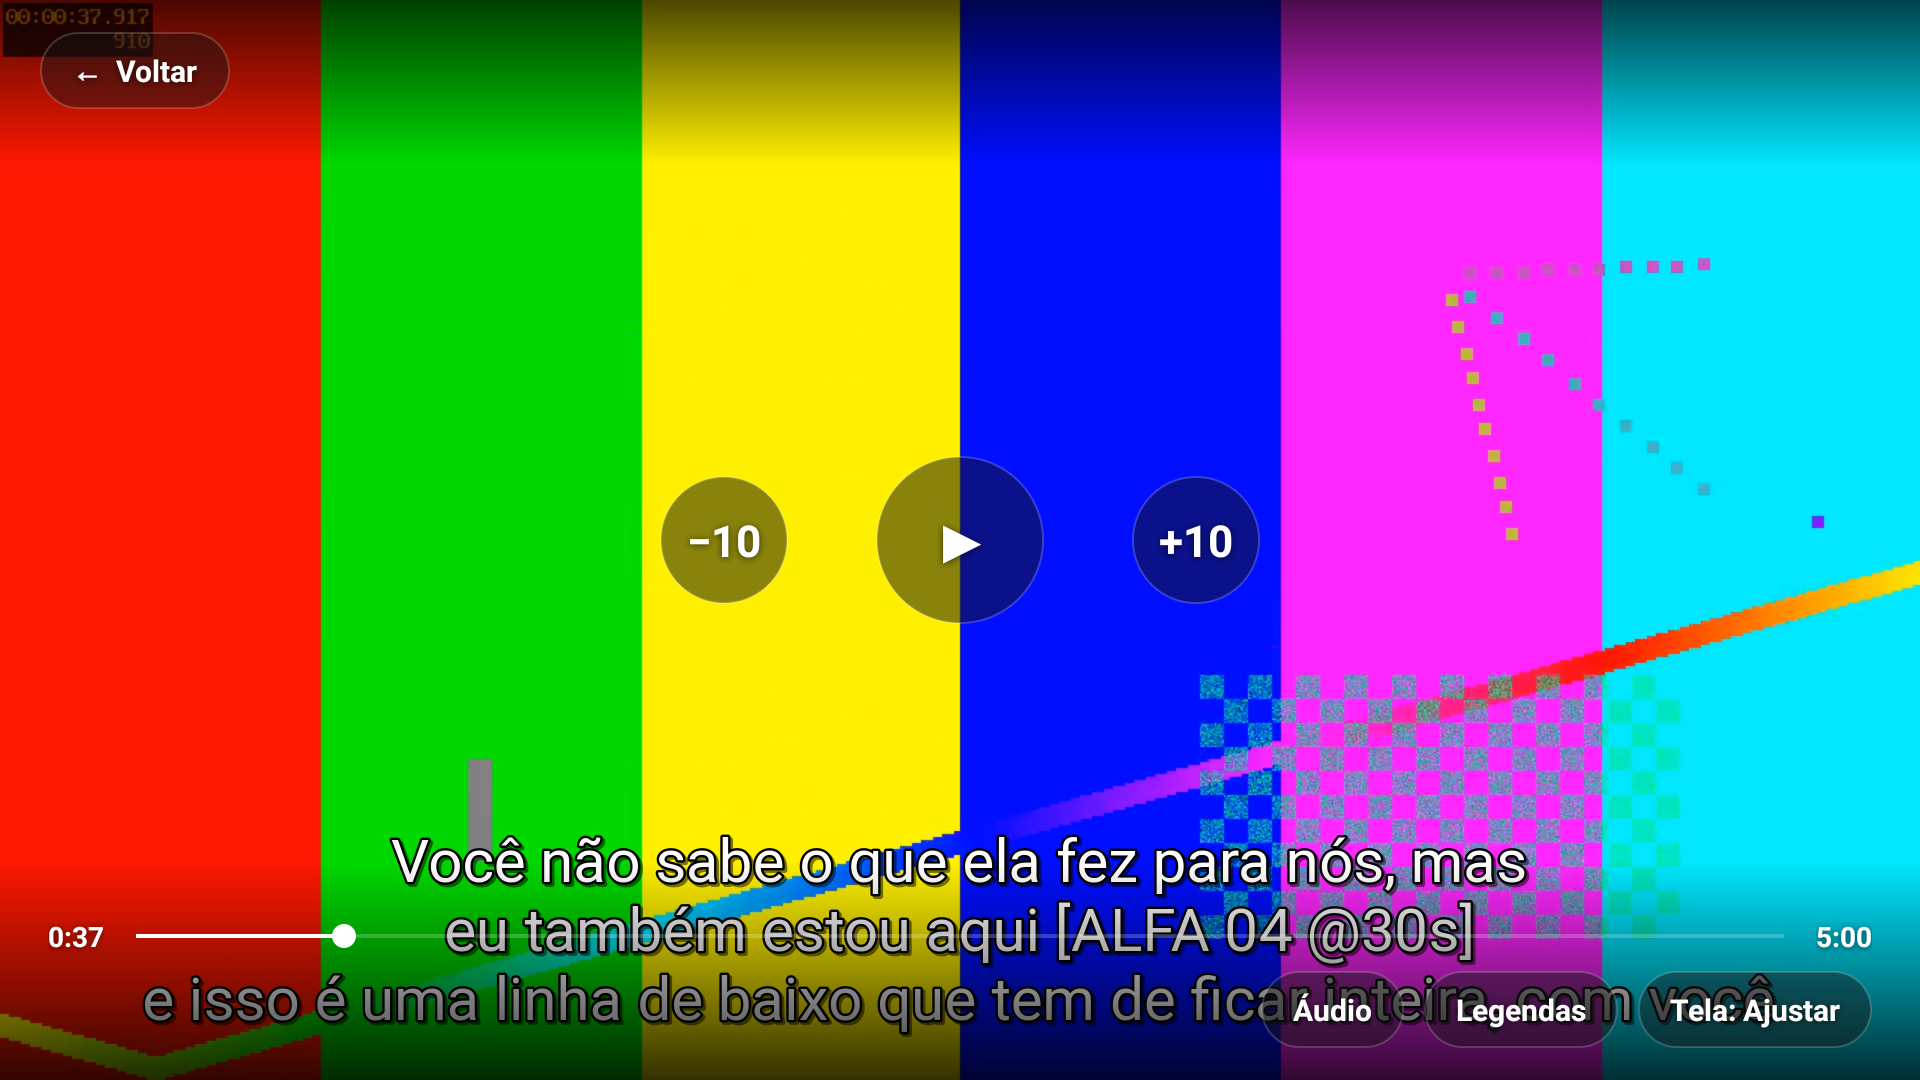 00:00:37.917
910
← Voltar
−10
+10
Você não sabe o que ela fez para nós, mas
eu também estou aqui [ALFA 04 @30s]
e isso é uma linha de baixo que tem de ficar inteira, com você
0:37
5:00
Áudio
Legendas
Tela: Ajustar